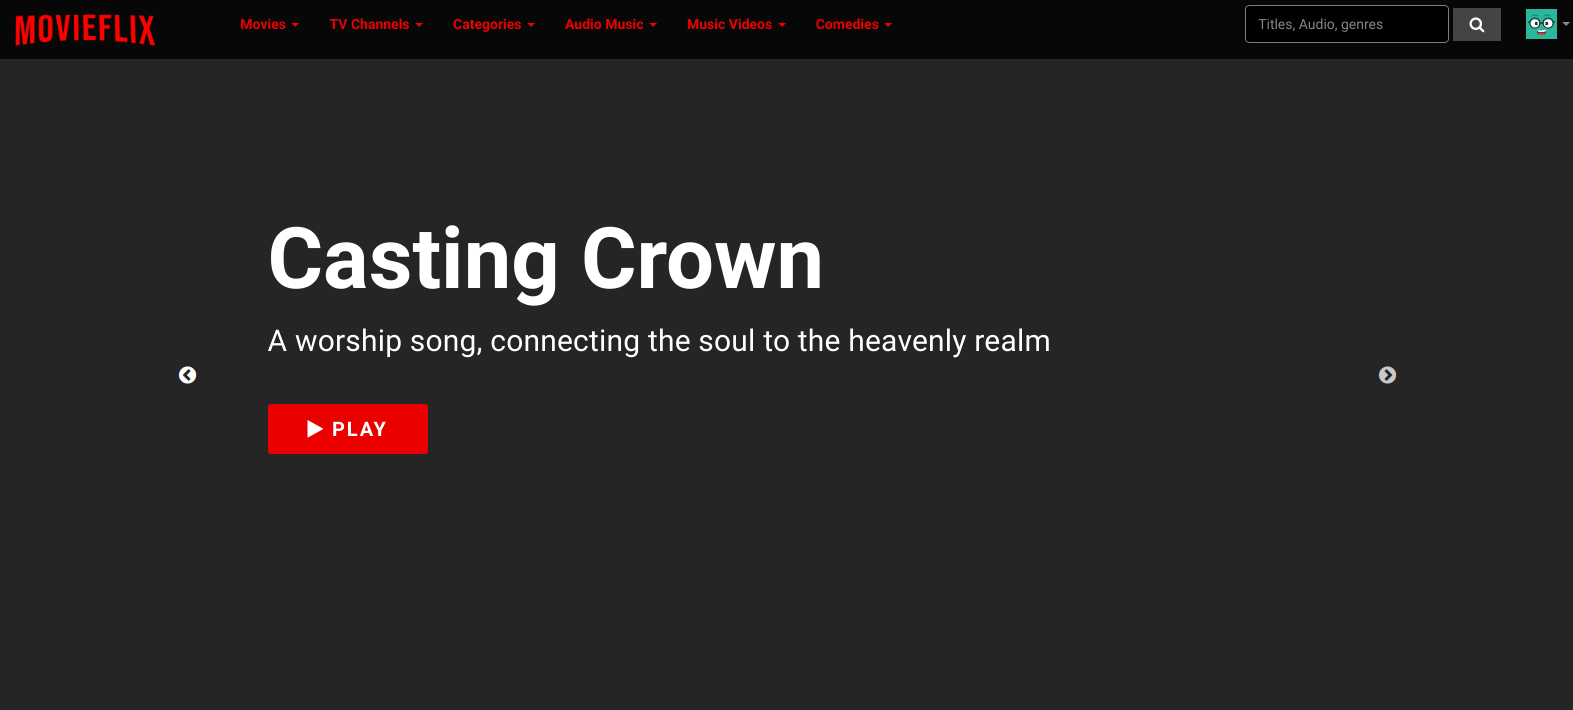 MOVIEFLIX
Movies TV Channels Categories Audio Music Music Videos Comedies
Titles, Audio, genres
Casting Crown
A worship song, connecting the soul to the heavenly realm
PLAY